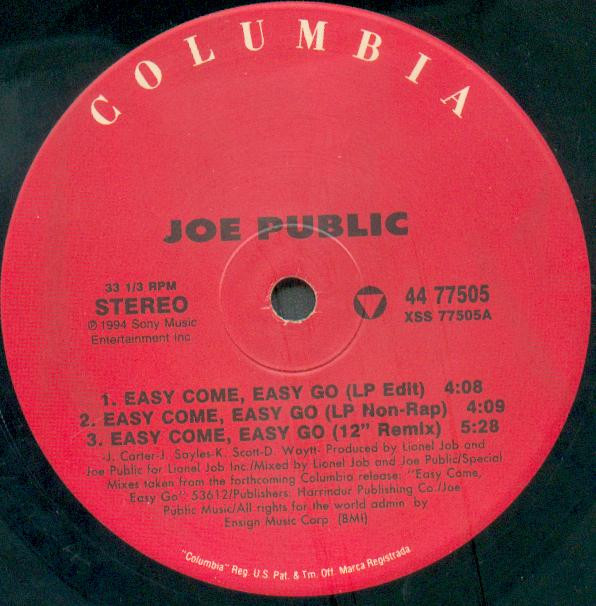 COLUMBIA
JOE PUBLIC
33 1/3 RPM
STEREO
℗ 1994 Sony Music
Entertainment Inc.
44 77505
XSS 77505A
1. EASY COME, EASY GO (LP Edit) 4:08
2. EASY COME, EASY GO (LP Non-Rap) 4:09
3. EASY COME, EASY GO (12" Remix) 5:28
-J. Carter-J. Sayles-K. Scott-D. Wyatt- Produced by Lionel Job and
Joe Public for Lionel Job Inc./Mixed by Lionel Job and Joe Public/Special
Mixes taken from the forthcoming Columbia release: "Easy Come,
Easy Go" 53612/Publishers: Harrindur Publishing Co./Joe
Public Music/All rights for the world admin. by
Ensign Music Corp. (BMI)
"Columbia" Reg. U.S. Pat. & Tm. Off. Marca Registrada